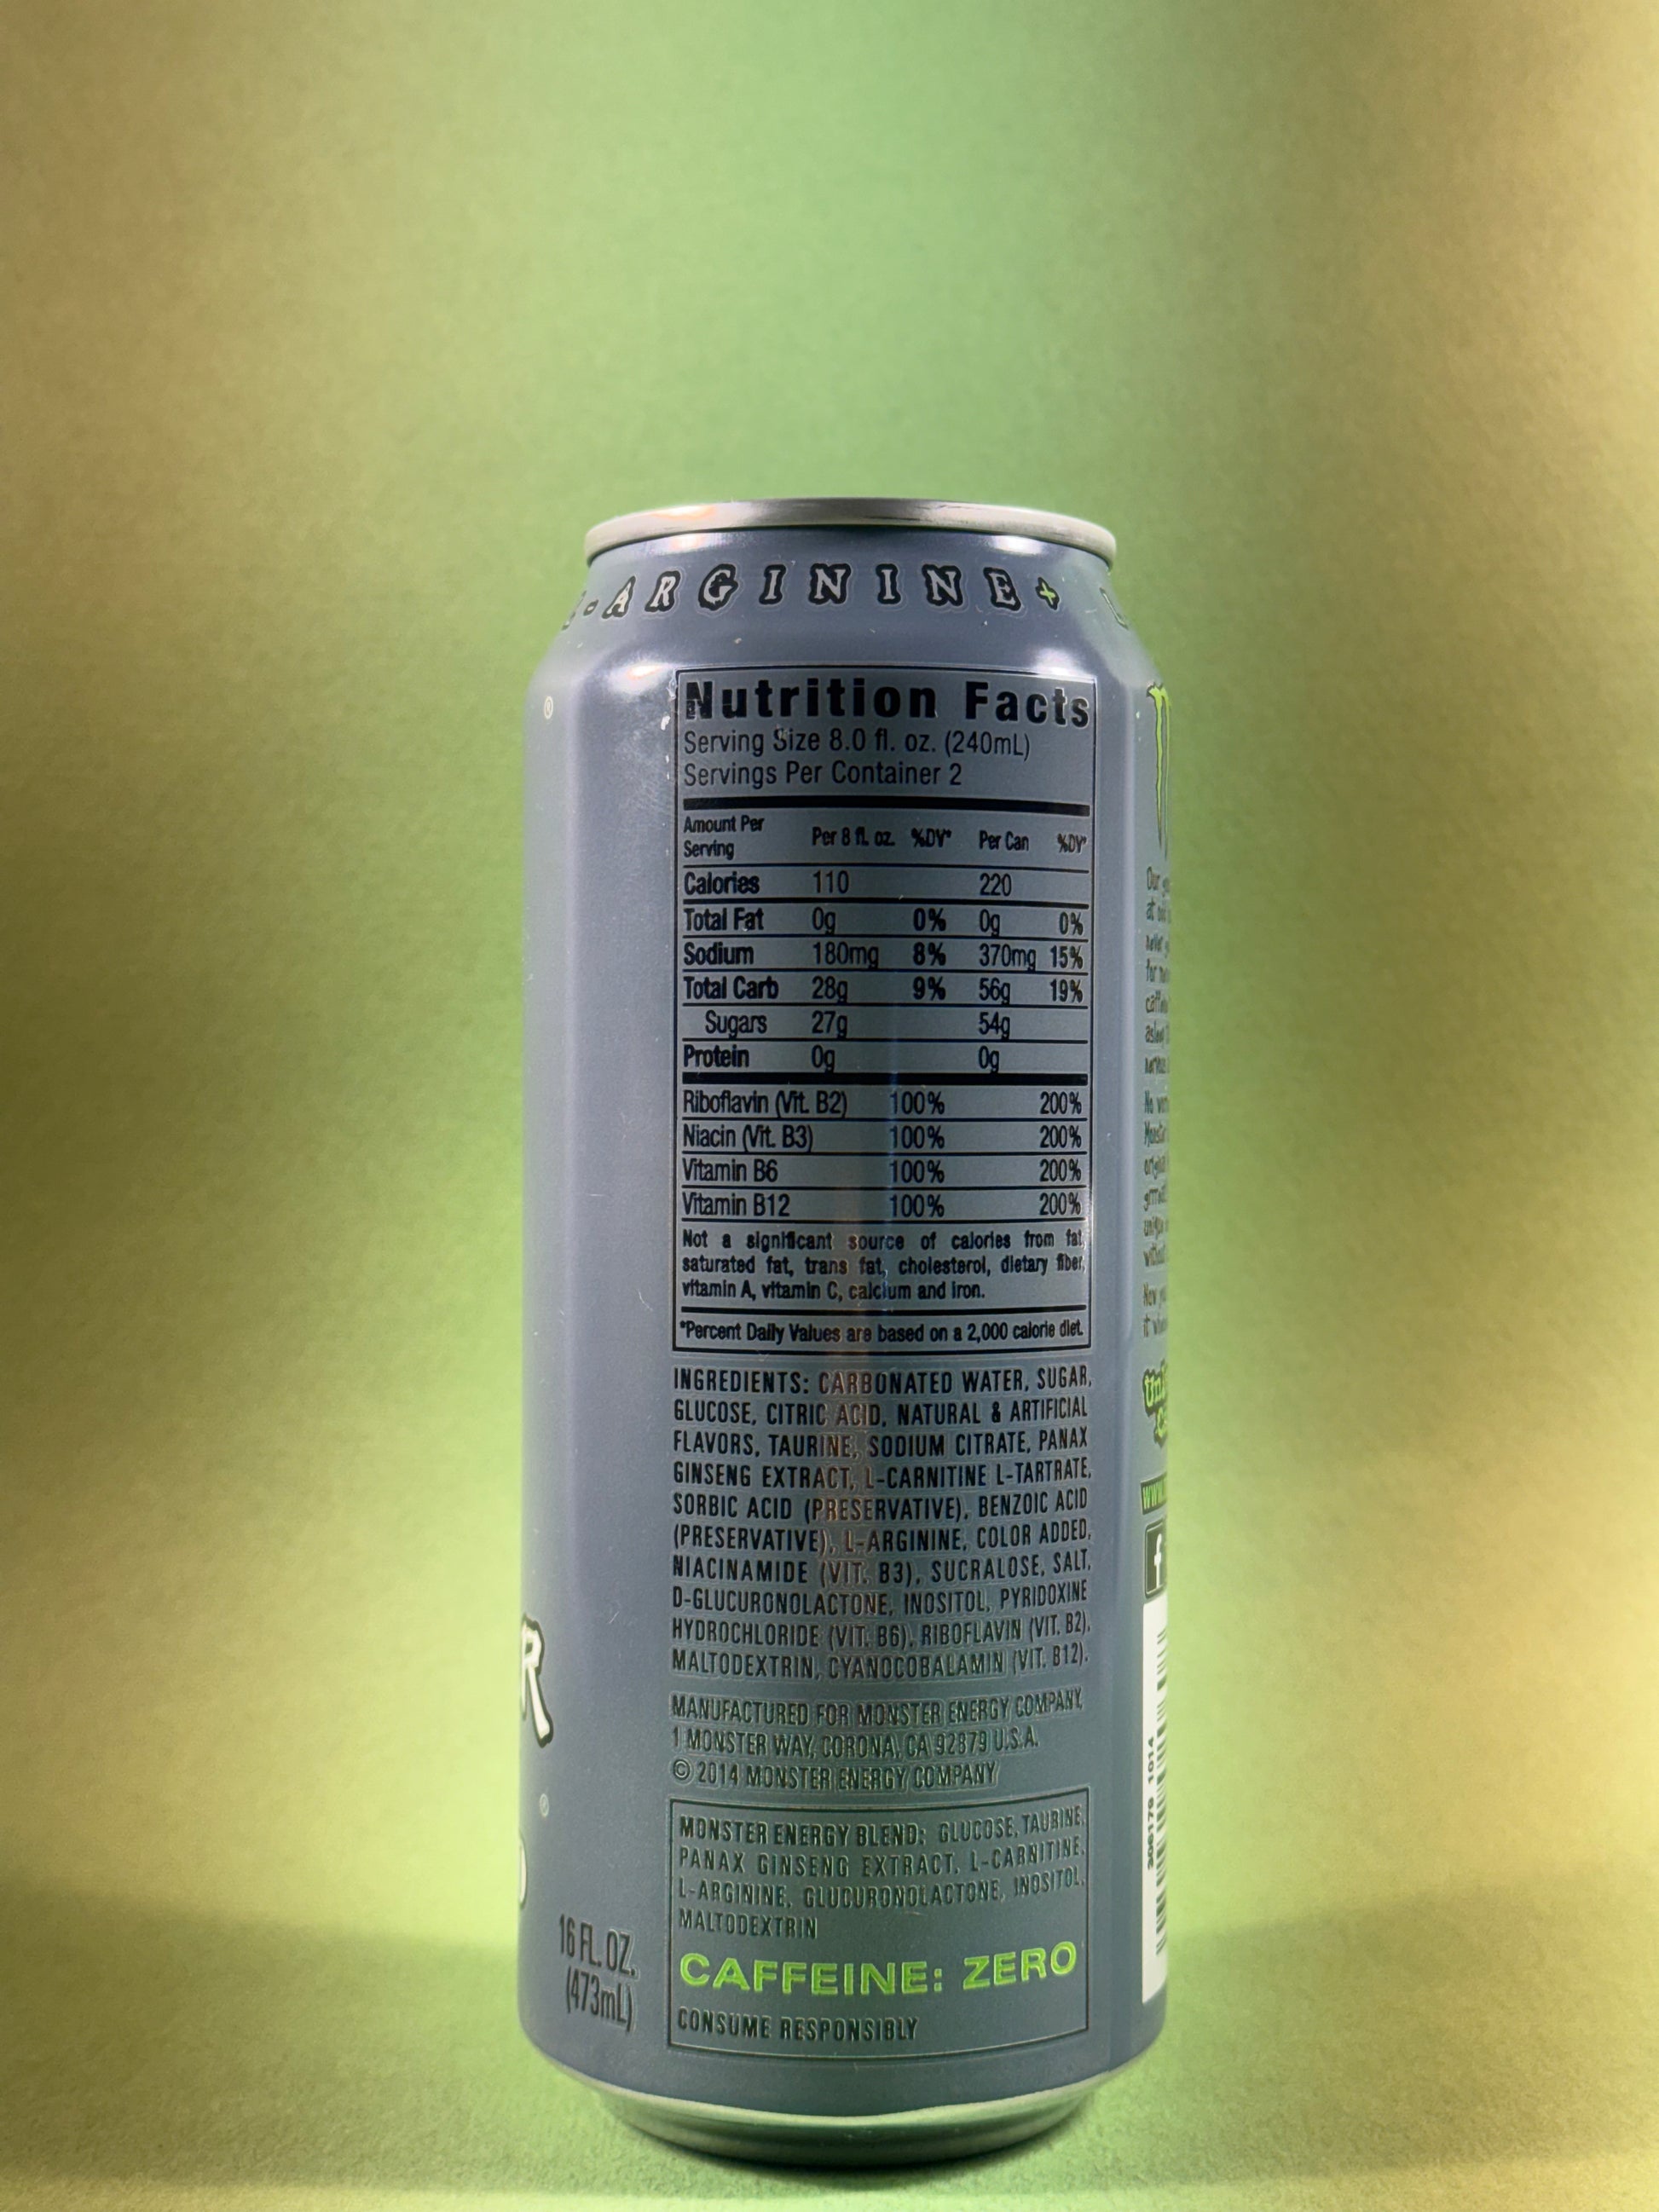 L-ARGININE+
Nutrition Facts
Serving Size 8.0 fl. oz. (240mL)
Servings Per Container 2
Amount Per Serving Per 8 fl. oz. %DV* Per Can %DV*
Calories 110 220
Total Fat 0g 0% 0g 0%
Sodium 180mg 8% 370mg 15%
Total Carb 28g 9% 56g 19%
Sugars 27g 54g
Protein 0g 0g
Riboflavin (Vit. B2) 100% 200%
Niacin (Vit. B3) 100% 200%
Vitamin B6 100% 200%
Vitamin B12 100% 200%
Not a significant source of calories from fat,
saturated fat, trans fat, cholesterol, dietary fiber,
vitamin A, vitamin C, calcium and iron.
*Percent Daily Values are based on a 2,000 calorie diet.
INGREDIENTS: CARBONATED WATER, SUGAR,
GLUCOSE, CITRIC ACID, NATURAL & ARTIFICIAL
FLAVORS, TAURINE, SODIUM CITRATE, PANAX
GINSENG EXTRACT, L-CARNITINE L-TARTRATE,
SORBIC ACID (PRESERVATIVE), BENZOIC ACID
(PRESERVATIVE), L-ARGININE, COLOR ADDED,
NIACINAMIDE (VIT. B3), SUCRALOSE, SALT,
D-GLUCURONOLACTONE, INOSITOL, PYRIDOXINE
HYDROCHLORIDE (VIT. B6), RIBOFLAVIN (VIT. B2),
MALTODEXTRIN, CYANOCOBALAMIN (VIT. B12).
MANUFACTURED FOR MONSTER ENERGY COMPANY,
1 MONSTER WAY, CORONA, CA 92879 U.S.A.
© 2014 MONSTER ENERGY COMPANY
MONSTER ENERGY BLEND: GLUCOSE, TAURINE,
PANAX GINSENG EXTRACT, L-CARNITINE,
L-ARGININE, GLUCURONOLACTONE, INOSITOL,
MALTODEXTRIN
CAFFEINE: ZERO
CONSUME RESPONSIBLY
16 FL. OZ.
(473mL)
Our
at
for
No
it
306179 1014